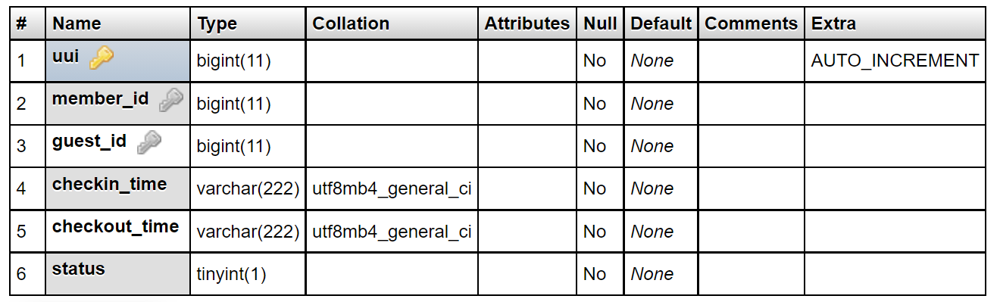 # Name Type Collation Attributes Null Default Comments Extra
1 uui bigint(11) No None AUTO_INCREMENT
2 member_id bigint(11) No None
3 guest_id bigint(11) No None
4 checkin_time varchar(222) utf8mb4_general_ci No None
5 checkout_time varchar(222) utf8mb4_general_ci No None
6 status tinyint(1) No None